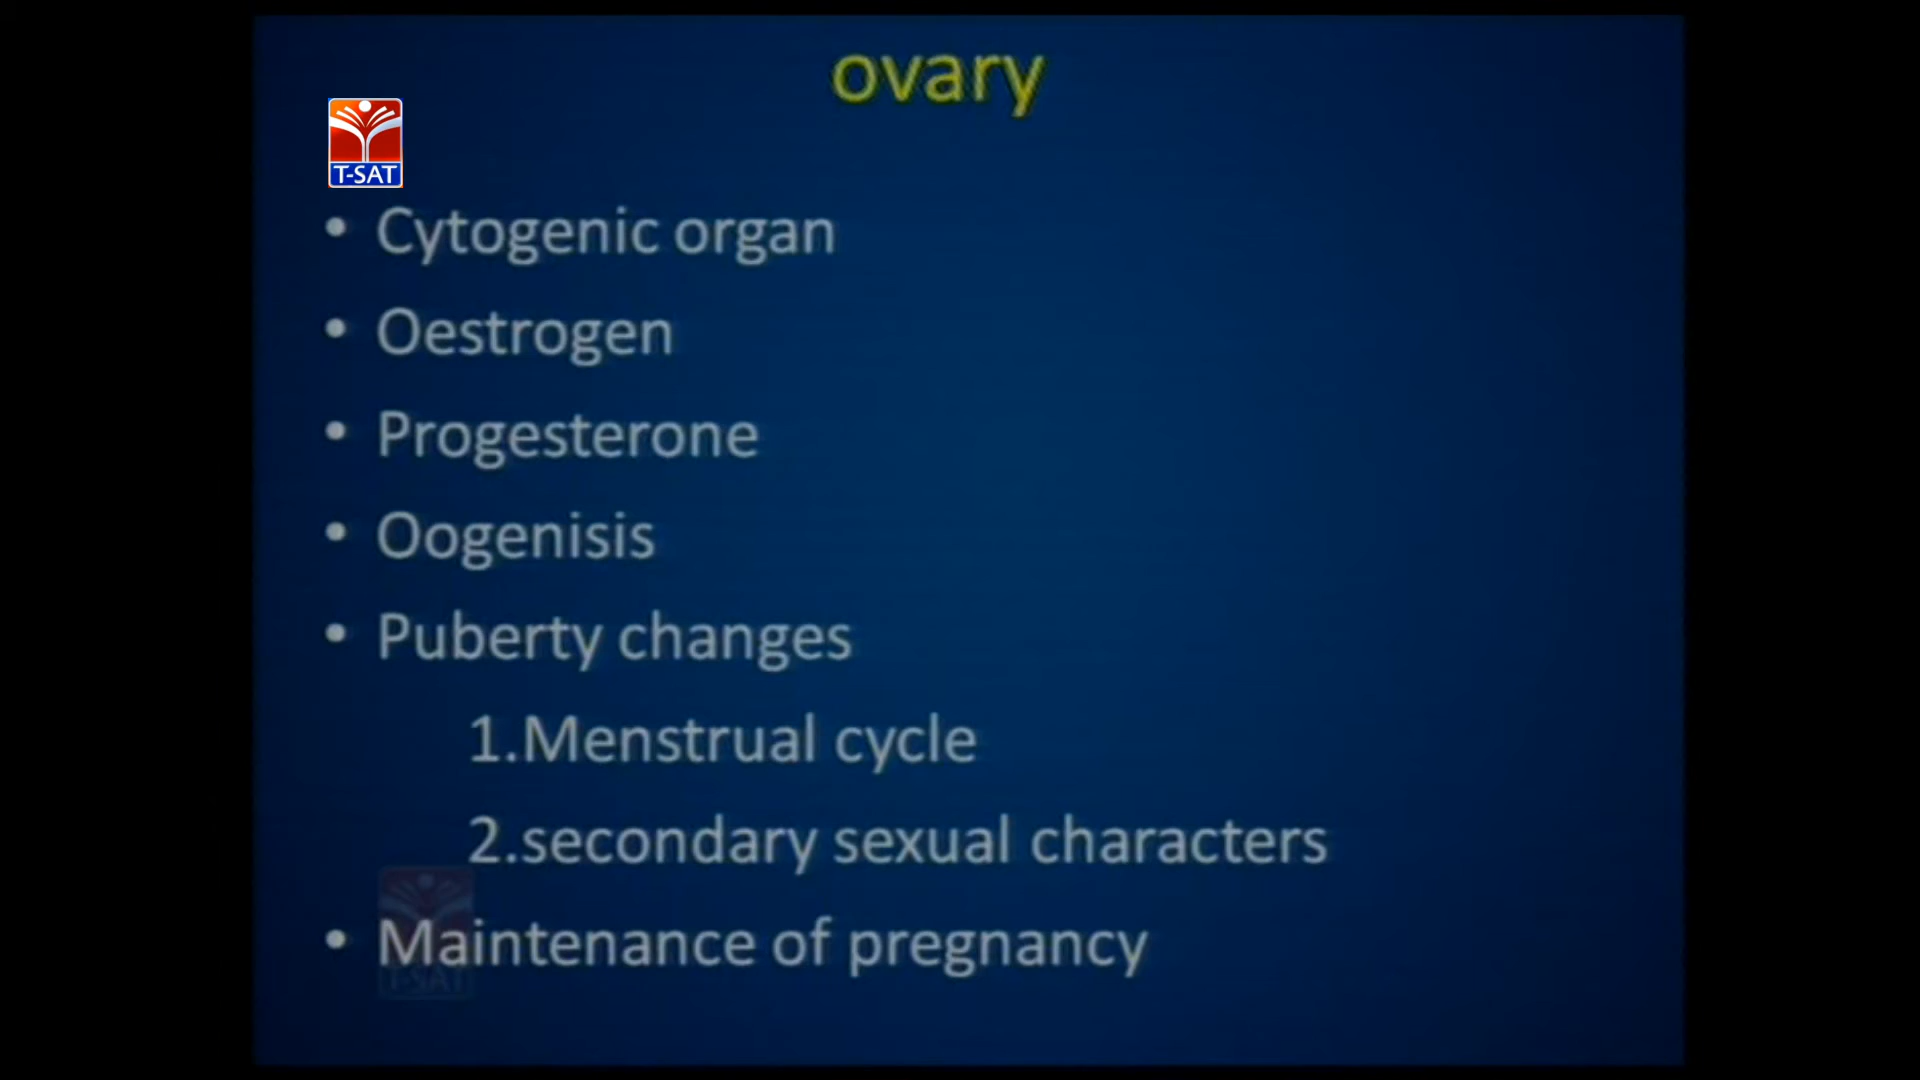 ovary
T-SAT
• Cytogenic organ
• Oestrogen
• Progesterone
• Oogenisis
• Puberty changes
1.Menstrual cycle
2.secondary sexual characters
• Maintenance of pregnancy
T-SAT